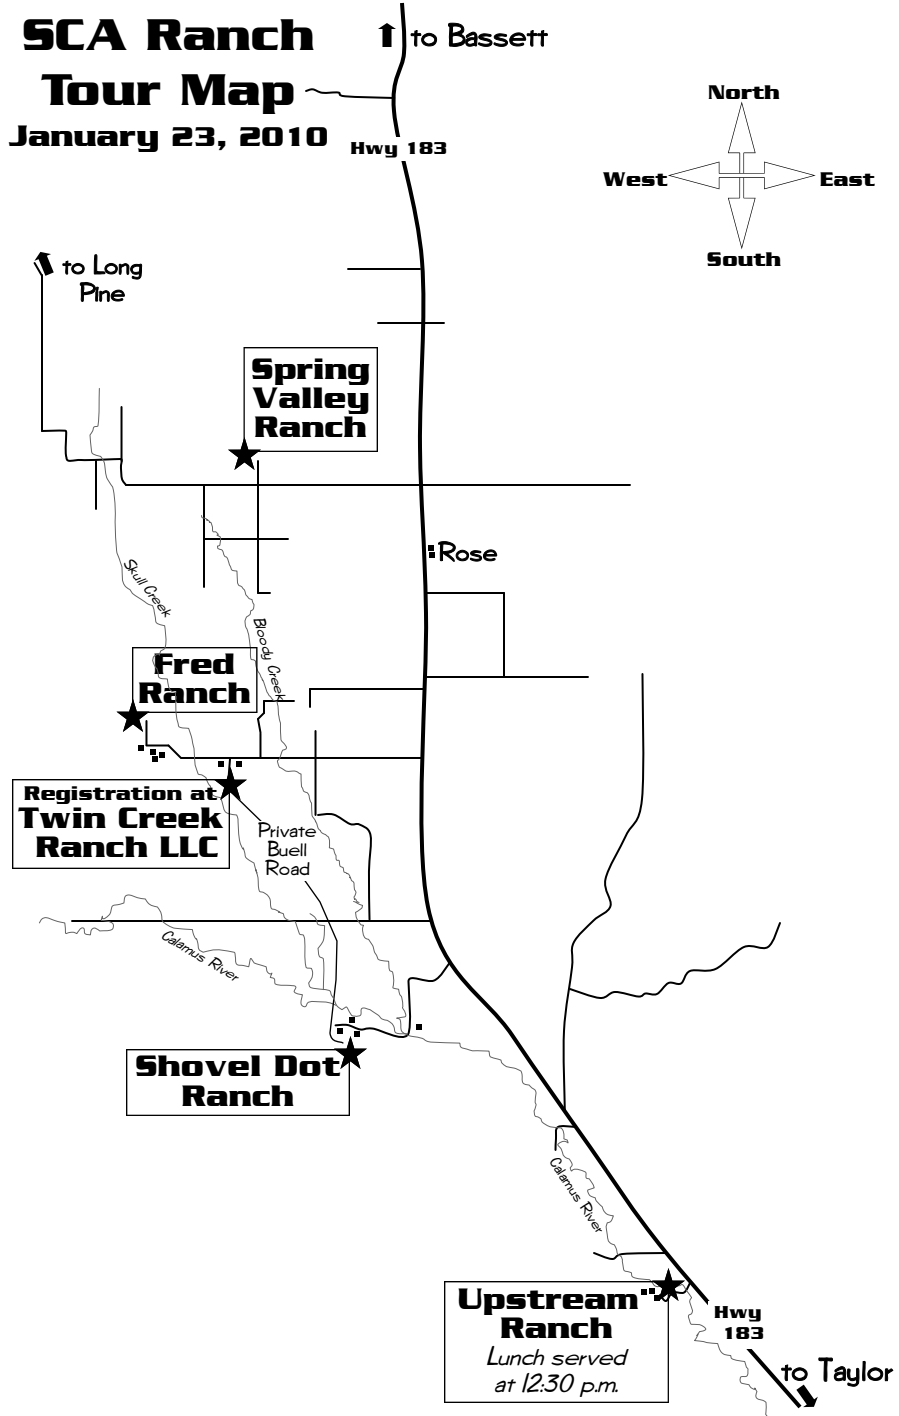 SCA Ranch
Tour Map
January 23, 2010
to Bassett
Hwy 183
North
West
East
South
to Long
Pine
Spring
Valley
Ranch
Rose
Skull Creek
Bloody Creek
Fred
Ranch
Registration at
Twin Creek
Ranch LLC
Private
Buell
Road
Calamus River
Shovel Dot
Ranch
Calamus River
Upstream
Ranch
Lunch served
at 12:30 p.m.
Hwy
183
to Taylor